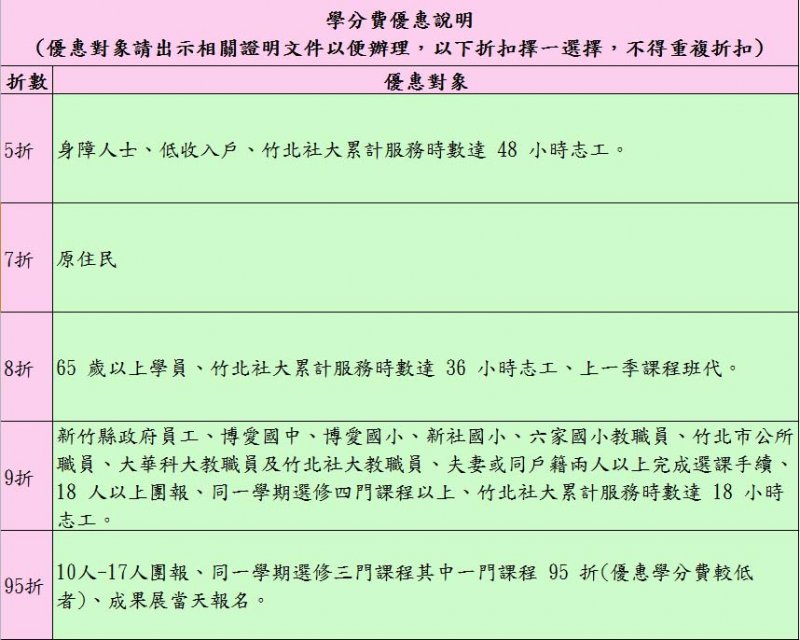 學分費優惠說明
(優惠對象請出示相關證明文件以便辦理，以下折扣擇一選擇，不得重複折扣)
折數 優惠對象
5折 身障人士、低收入戶、竹北社大累計服務時數達 48 小時志工。
7折 原住民
8折 65 歲以上學員、竹北社大累計服務時數達 36 小時志工、上一季課程班代。
9折
新竹縣政府員工、博愛國中、博愛國小、新社國小、六家國小教職員、竹北市公所
職員、大華科大教職員及竹北社大教職員、夫妻或同戶籍兩人以上完成選課手續、
18 人以上團報、同一學期選修四門課程以上、竹北社大累計服務時數達 18 小時
志工。
95折
10人-17人團報、同一學期選修三門課程其中一門課程 95 折(優惠學分費較低
者)、成果展當天報名。